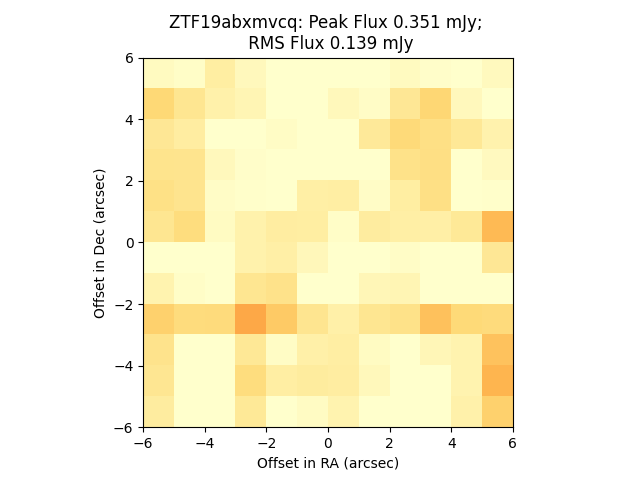 ZTF19abxmvcq: Peak Flux 0.351 mJy;
RMS Flux 0.139 mJy
6
4
2
0
−2
−4
−6
Offset in Dec (arcsec)
−6 −4 −2 0 2 4 6
Offset in RA (arcsec)